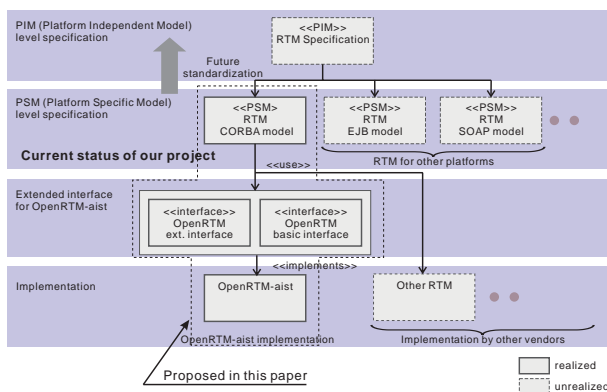 PIM (Platform Independent Model)
level specification
<<PIM>>
RTM Specification
Future
standardization
PSM (Platform Specific Model)
level specification
<<PSM>>
RTM
CORBA model
<<PSM>>
RTM
EJB model
<<PSM>>
RTM
SOAP model
Current status of our project
RTM for other platforms
<<use>>
Extended interface
for OpenRTM-aist
<<interface>>
OpenRTM
ext. interface
<<interface>>
OpenRTM
basic interface
<<implements>>
Implementation
OpenRTM-aist
Other RTM
OpenRTM-aist implementation
Implementation by other vendors
Proposed in this paper
realized
unrealized